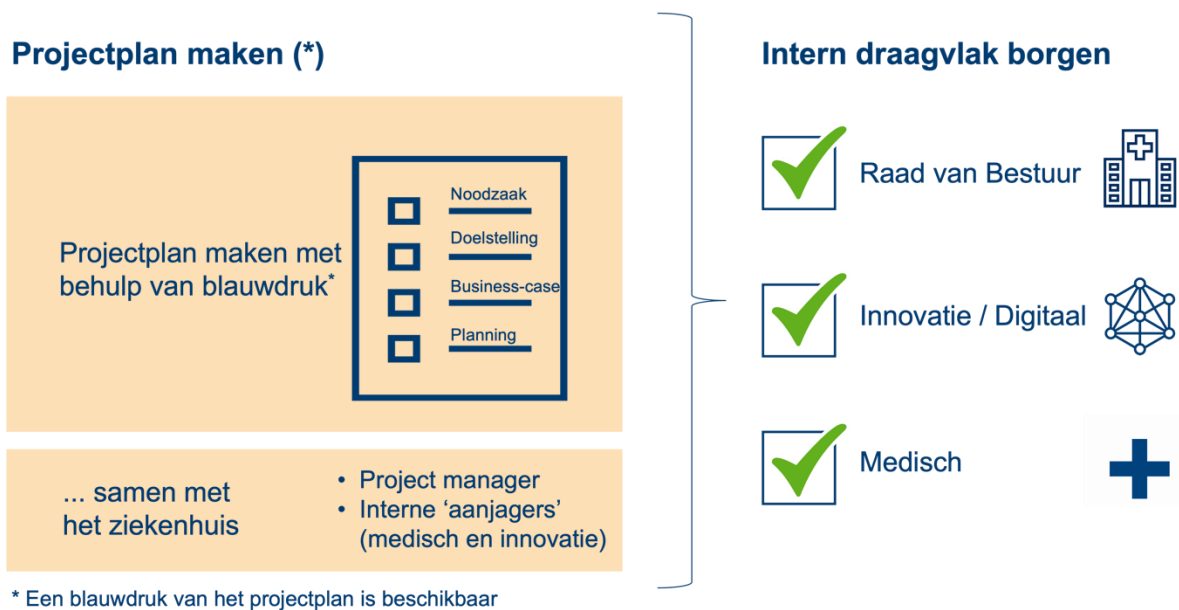 Projectplan maken (*)
Projectplan maken met
behulp van blauwdruk*
Noodzaak
Doelstelling
Business-case
Planning
... samen met
het ziekenhuis
• Project manager
• Interne ‘aanjagers’
(medisch en innovatie)
* Een blauwdruk van het projectplan is beschikbaar
Intern draagvlak borgen
Raad van Bestuur
Innovatie / Digitaal
Medisch